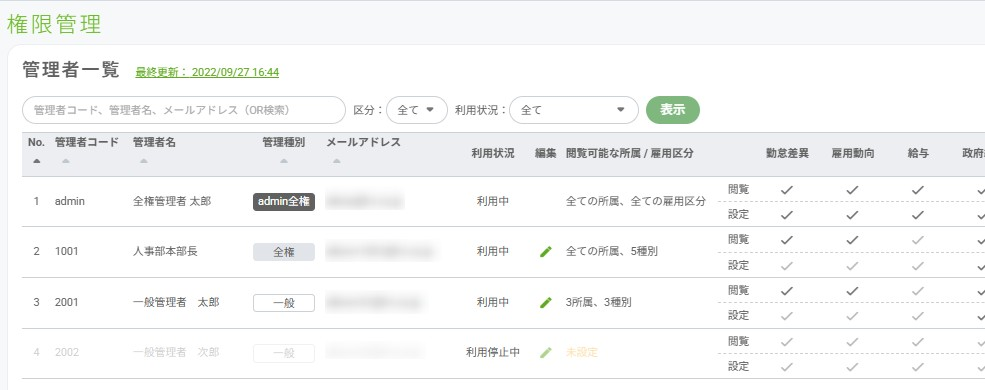 権限管理
管理者一覧 最終更新： 2022/09/27 16:44
管理者コード、管理者名、メールアドレス（OR検索） 区分： 全て 利用状況： 全て 表示
No. 管理者コード 管理者名 管理種別 メールアドレス 利用状況 編集 閲覧可能な所属 / 雇用区分 勤怠差異 雇用動向 給与 政府
1 admin 全権管理者 太郎 admin全権 利用中 全ての所属、全ての雇用区分 閲覧
設定
2 1001 人事部本部長 全権 利用中 全ての所属、5種別 閲覧
設定
3 2001 一般管理者　太郎 一般 利用中 3所属、3種別 閲覧
設定
4 2002 一般管理者　次郎 一般 利用停止中 未設定 閲覧
設定